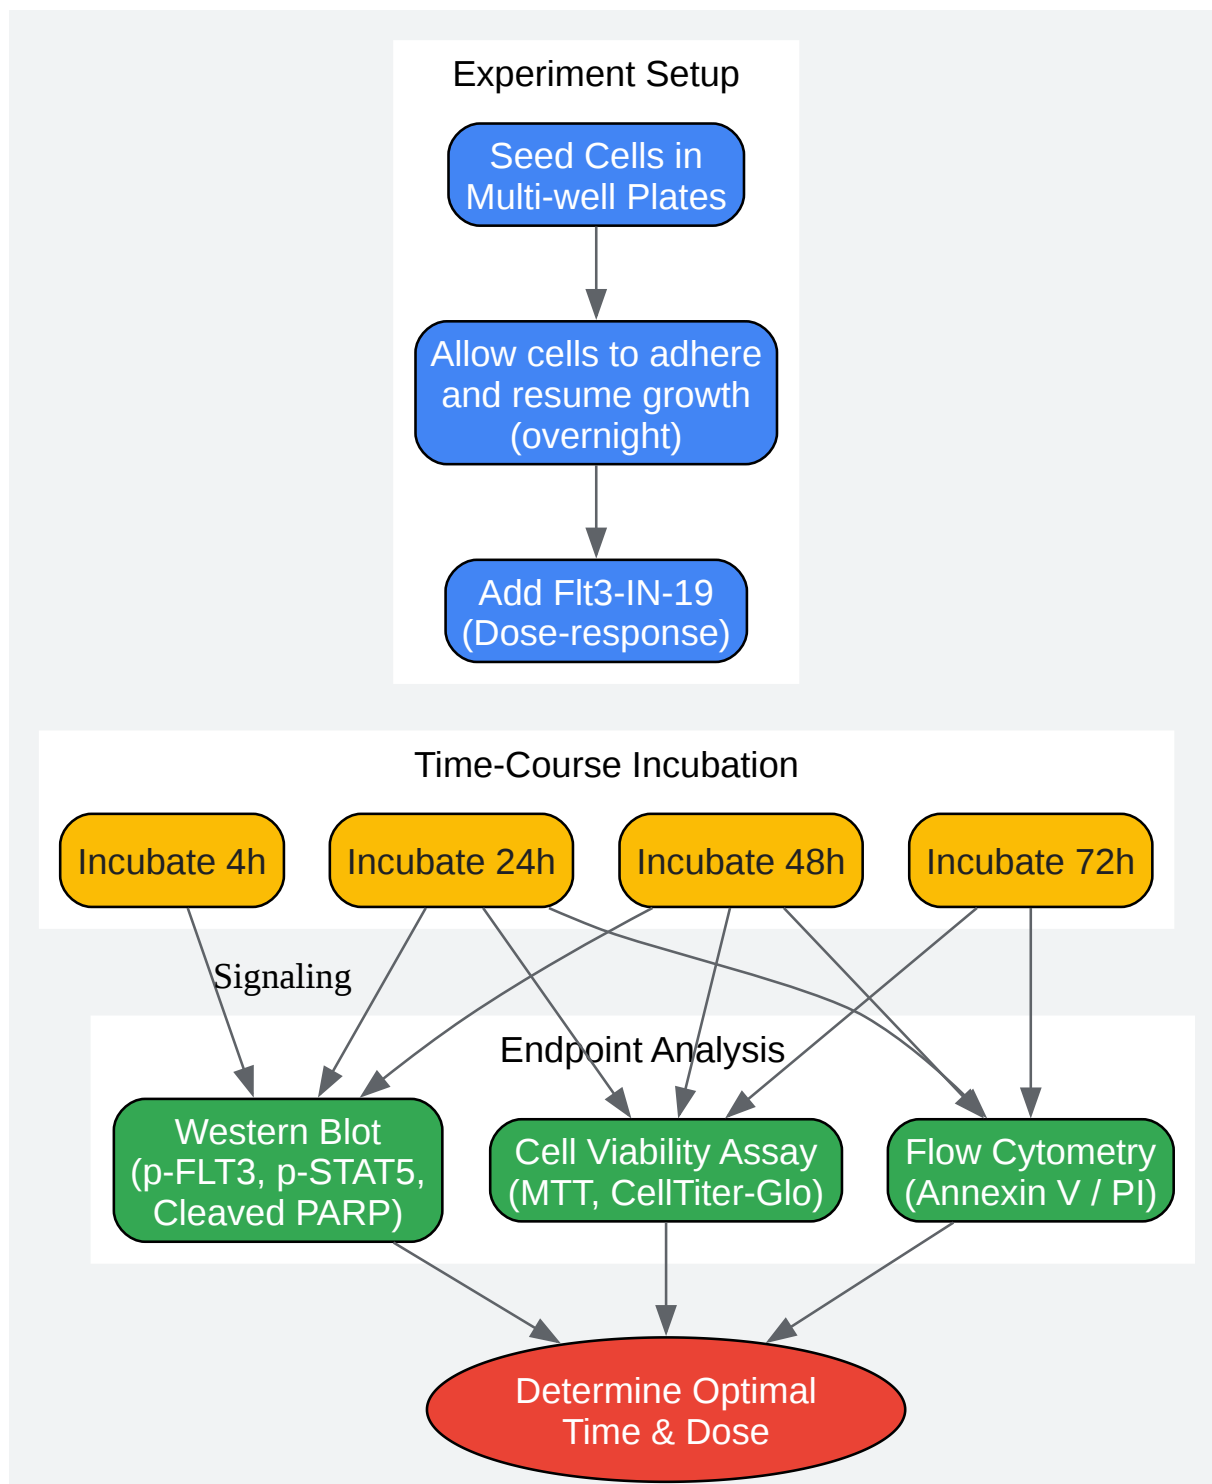 Experiment Setup
Seed Cells in
Multi-well Plates
Allow cells to adhere
and resume growth
(overnight)
Add Flt3-IN-19
(Dose-response)
Time-Course Incubation
Incubate 4h
Incubate 24h
Incubate 48h
Incubate 72h
Signaling
Endpoint Analysis
Western Blot
(p-FLT3, p-STAT5,
Cleaved PARP)
Cell Viability Assay
(MTT, CellTiter-Glo)
Flow Cytometry
(Annexin V / PI)
Determine Optimal
Time & Dose